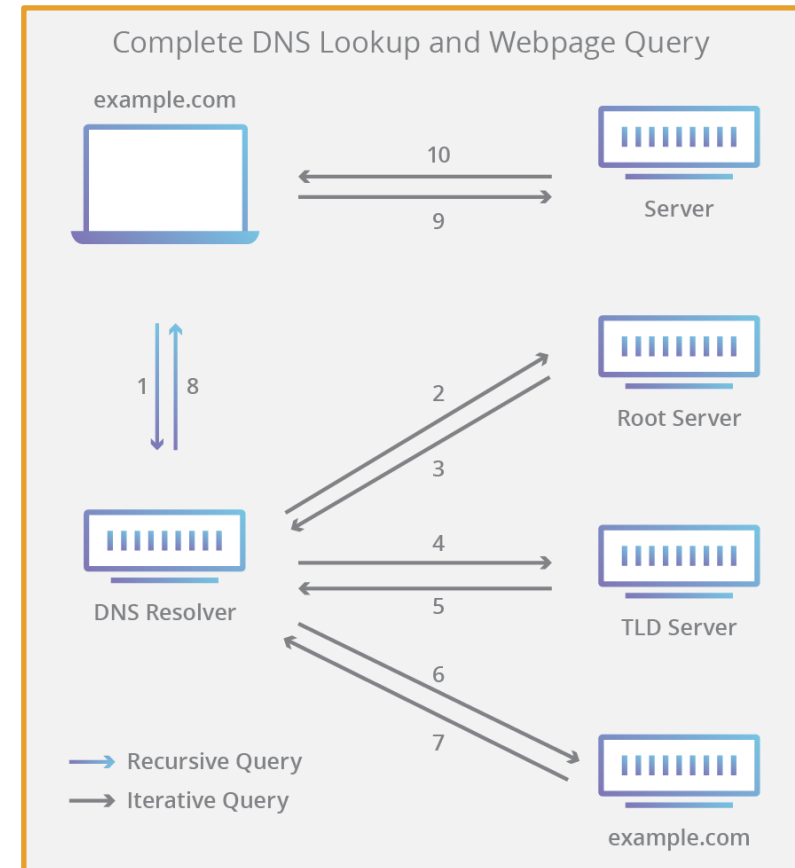 Complete DNS Lookup and Webpage Query
example.com
10
9
Server
1
8
2
3
Root Server
DNS Resolver
4
5
TLD Server
6
7
Recursive Query
Iterative Query
example.com